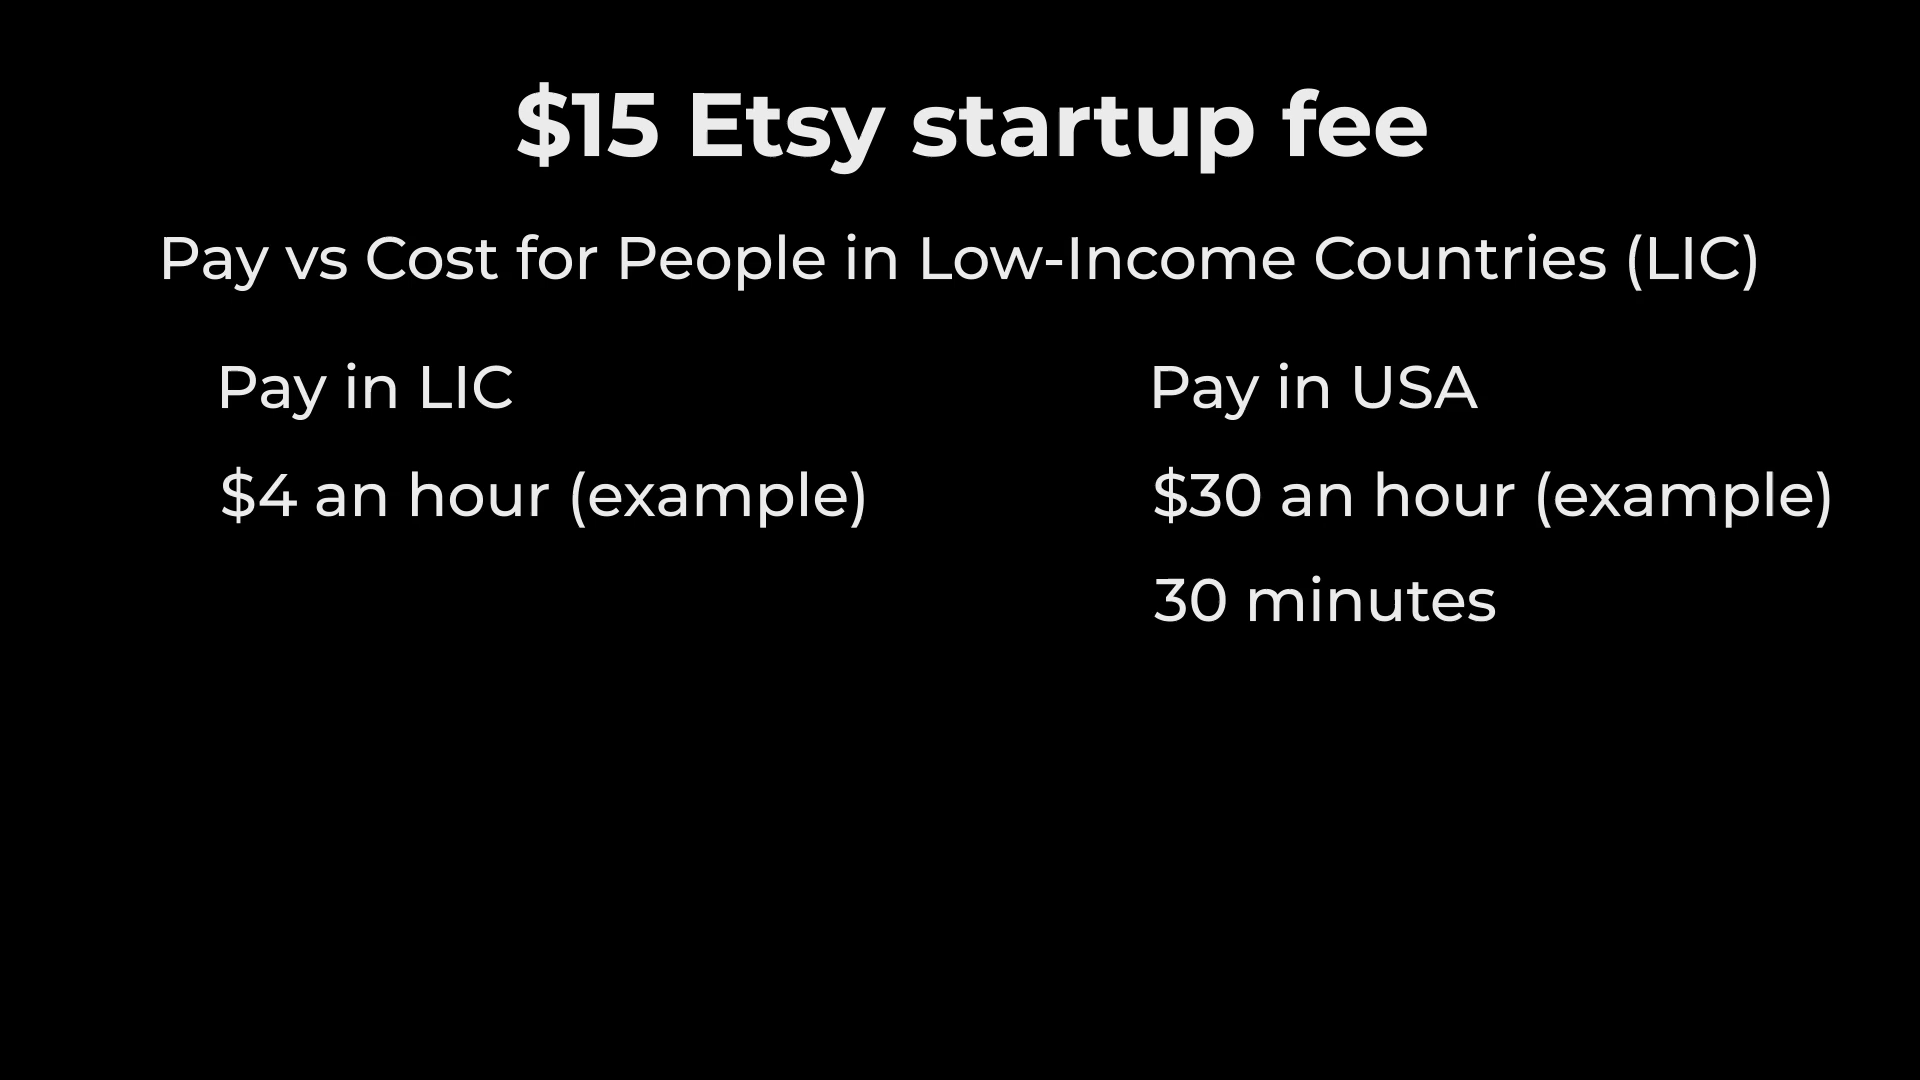 $15 Etsy startup fee
Pay vs Cost for People in Low-Income Countries (LIC)
Pay in LIC
$4 an hour (example)
Pay in USA
$30 an hour (example)
30 minutes